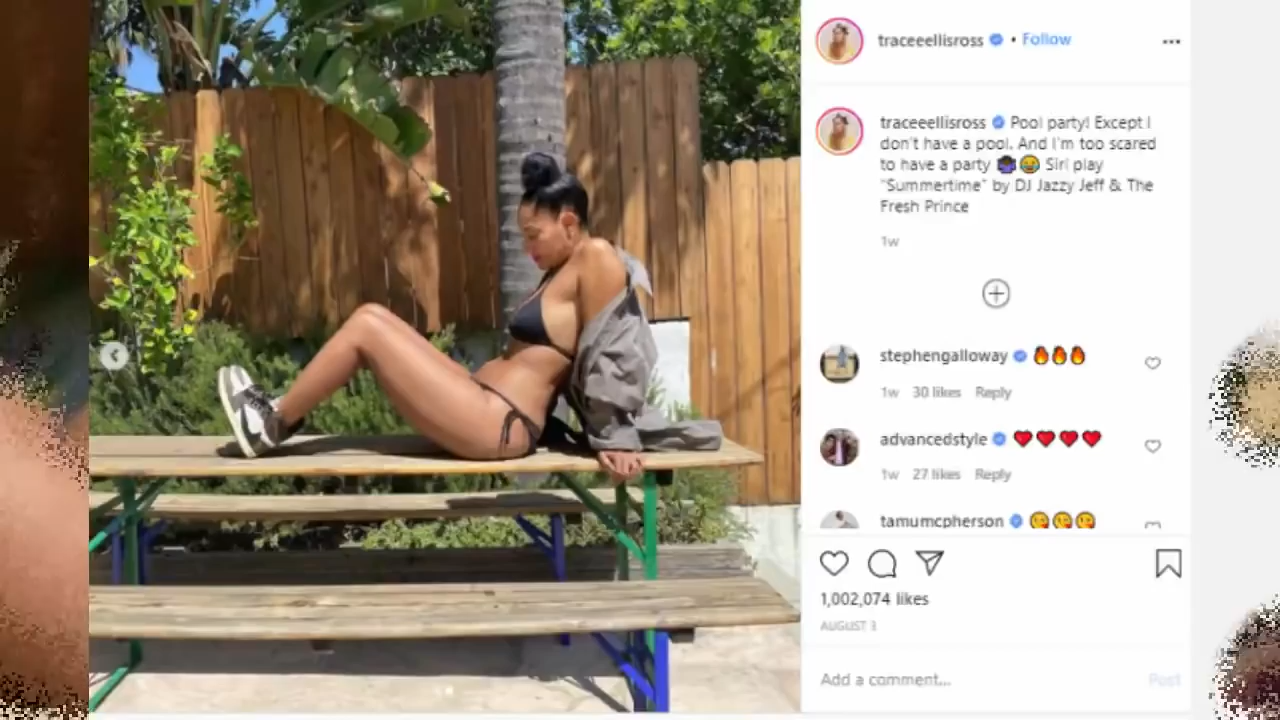 traceeellisross • Follow
traceeellisross Pool party! Except I
don't have a pool. And I'm too scared
to have a party 🤷🏿‍♀️😂 Siri play
"Summertime" by DJ Jazzy Jeff & The
Fresh Prince
1w
stephengalloway 🔥🔥🔥
1w 30 likes Reply
advancedstyle ❤️❤️❤️❤️
1w 27 likes Reply
tamumcpherson 😘😘😘
1,002,074 likes
AUGUST 3
Add a comment... Post